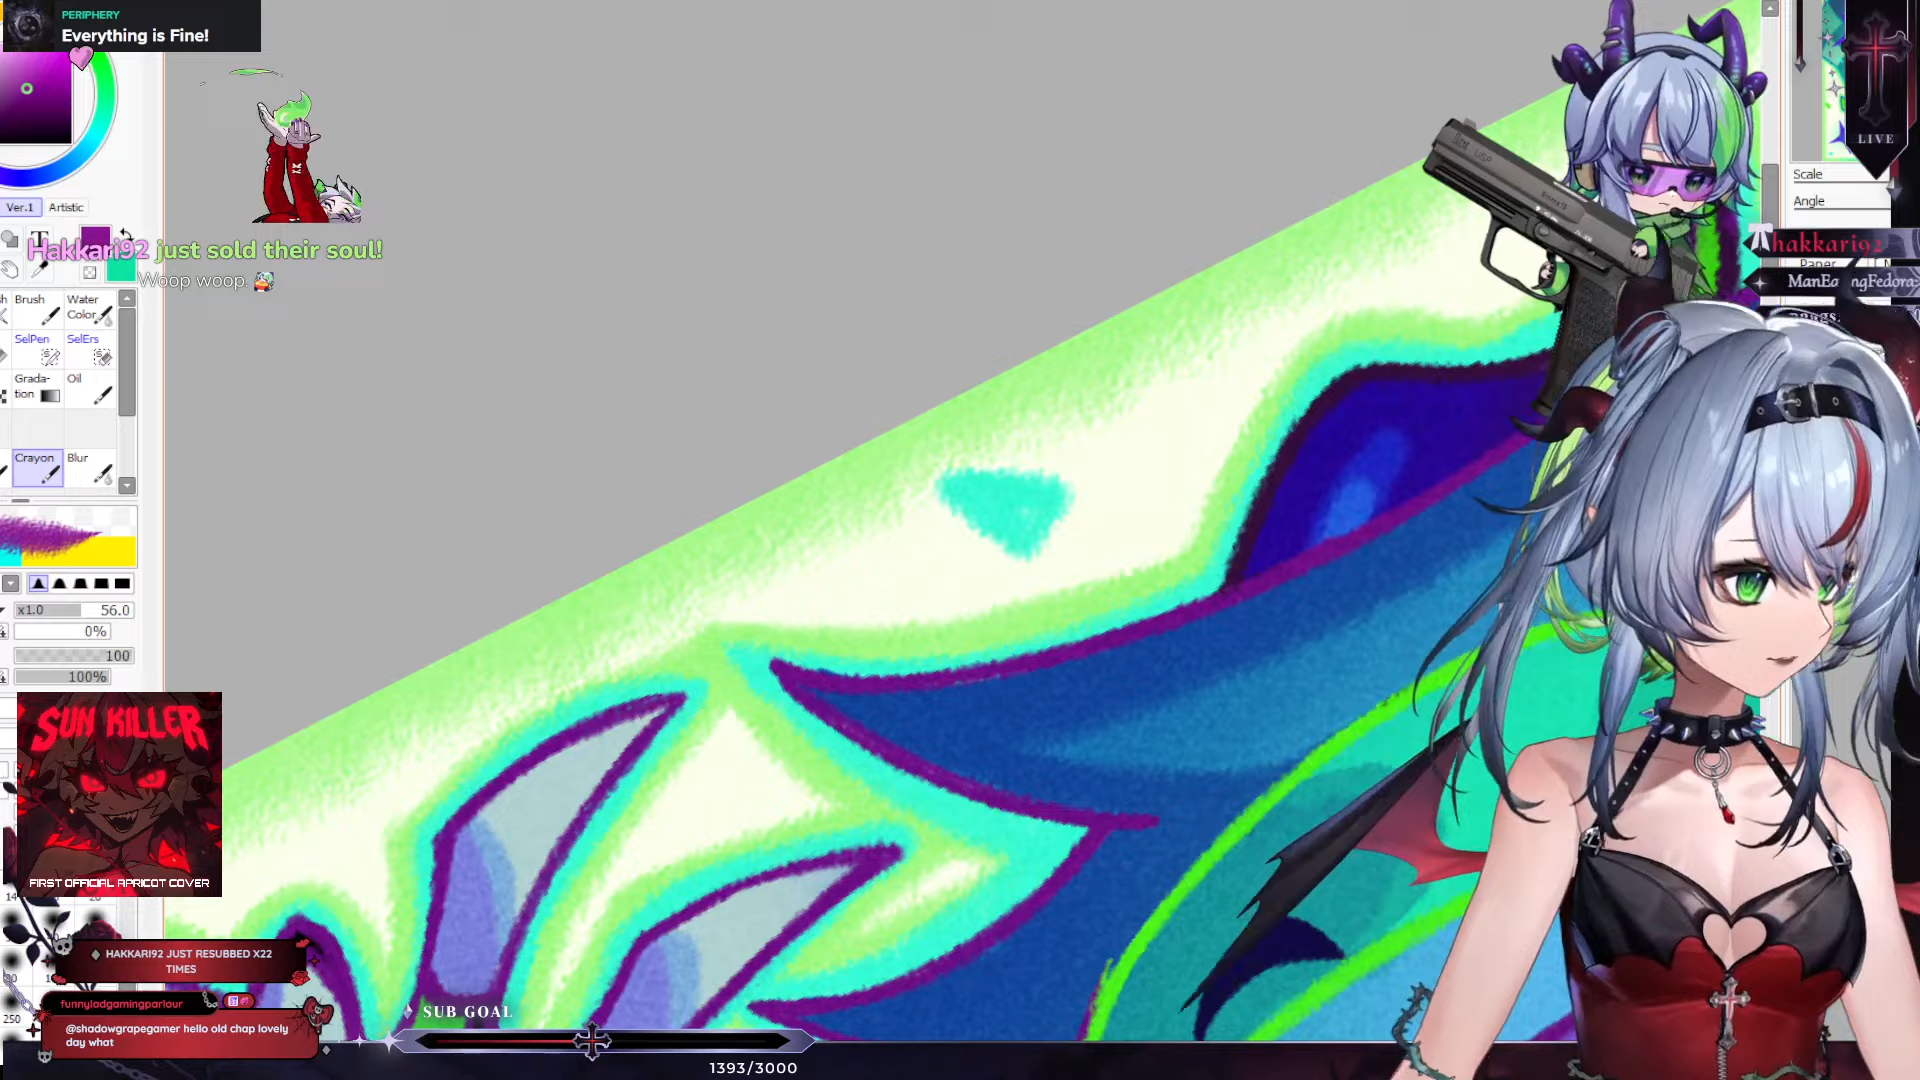 PERIPHERY
Everything is Fine!
Ver.1
Artistic
T
Hakkari92 just sold their soul!
Woop woop.
Brush
Water
Color
SelPen
SelErs
Grada-
tion
Oil
Crayon
Blur
x1.0
56.0
0%
100
100%
SUN KILLER
FIRST OFFICIAL APRICOT COVER
HAKKARI92 JUST RESUBBED X22
TIMES
funnyladgamingparlour
@shadowgrapegamer hello old chap lovely
day what
250
SUB GOAL
1393/3000
LIVE
Scale
Angle
hakkari92